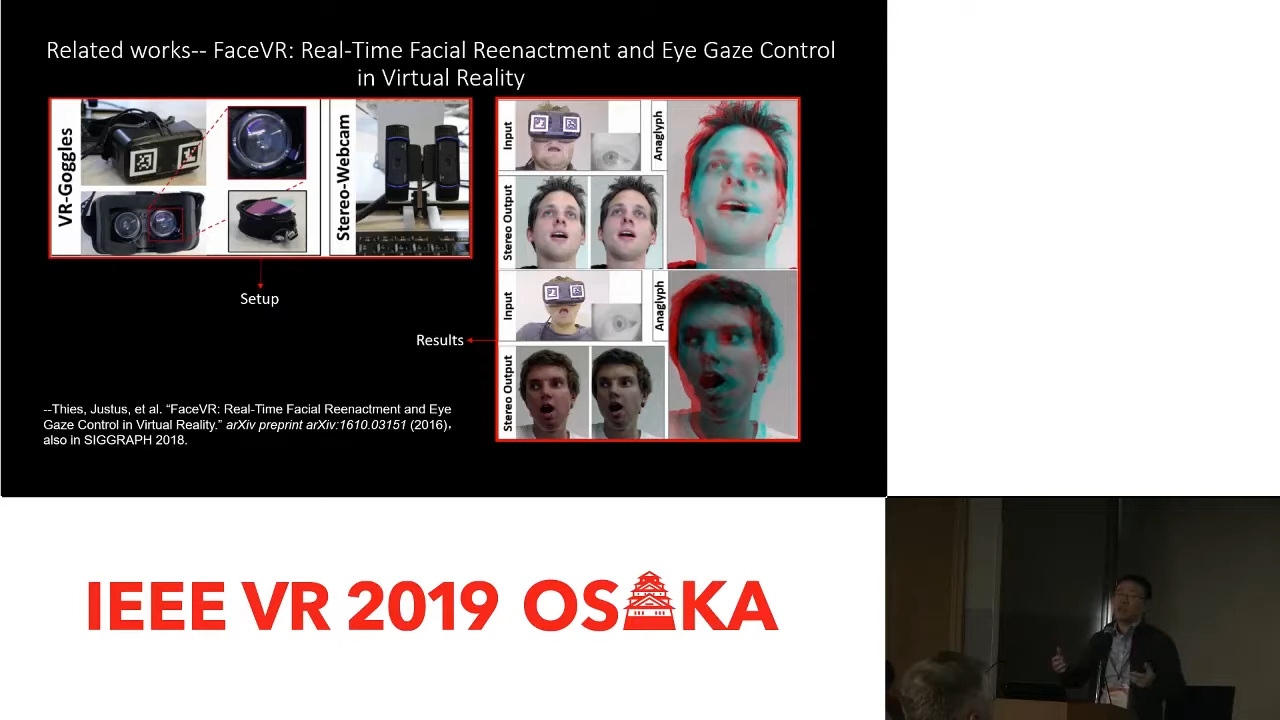 Related works-- FaceVR: Real-Time Facial Reenactment and Eye Gaze Control
in Virtual Reality
VR-Goggles
Stereo-Webcam
Setup
Input
Anaglyph
Stereo Output
Input
Anaglyph
Stereo Output
Results
--Thies, Justus, et al. “FaceVR: Real-Time Facial Reenactment and Eye
Gaze Control in Virtual Reality.” arXiv preprint arXiv:1610.03151 (2016),
also in SIGGRAPH 2018.
IEEE VR 2019 OSAKA